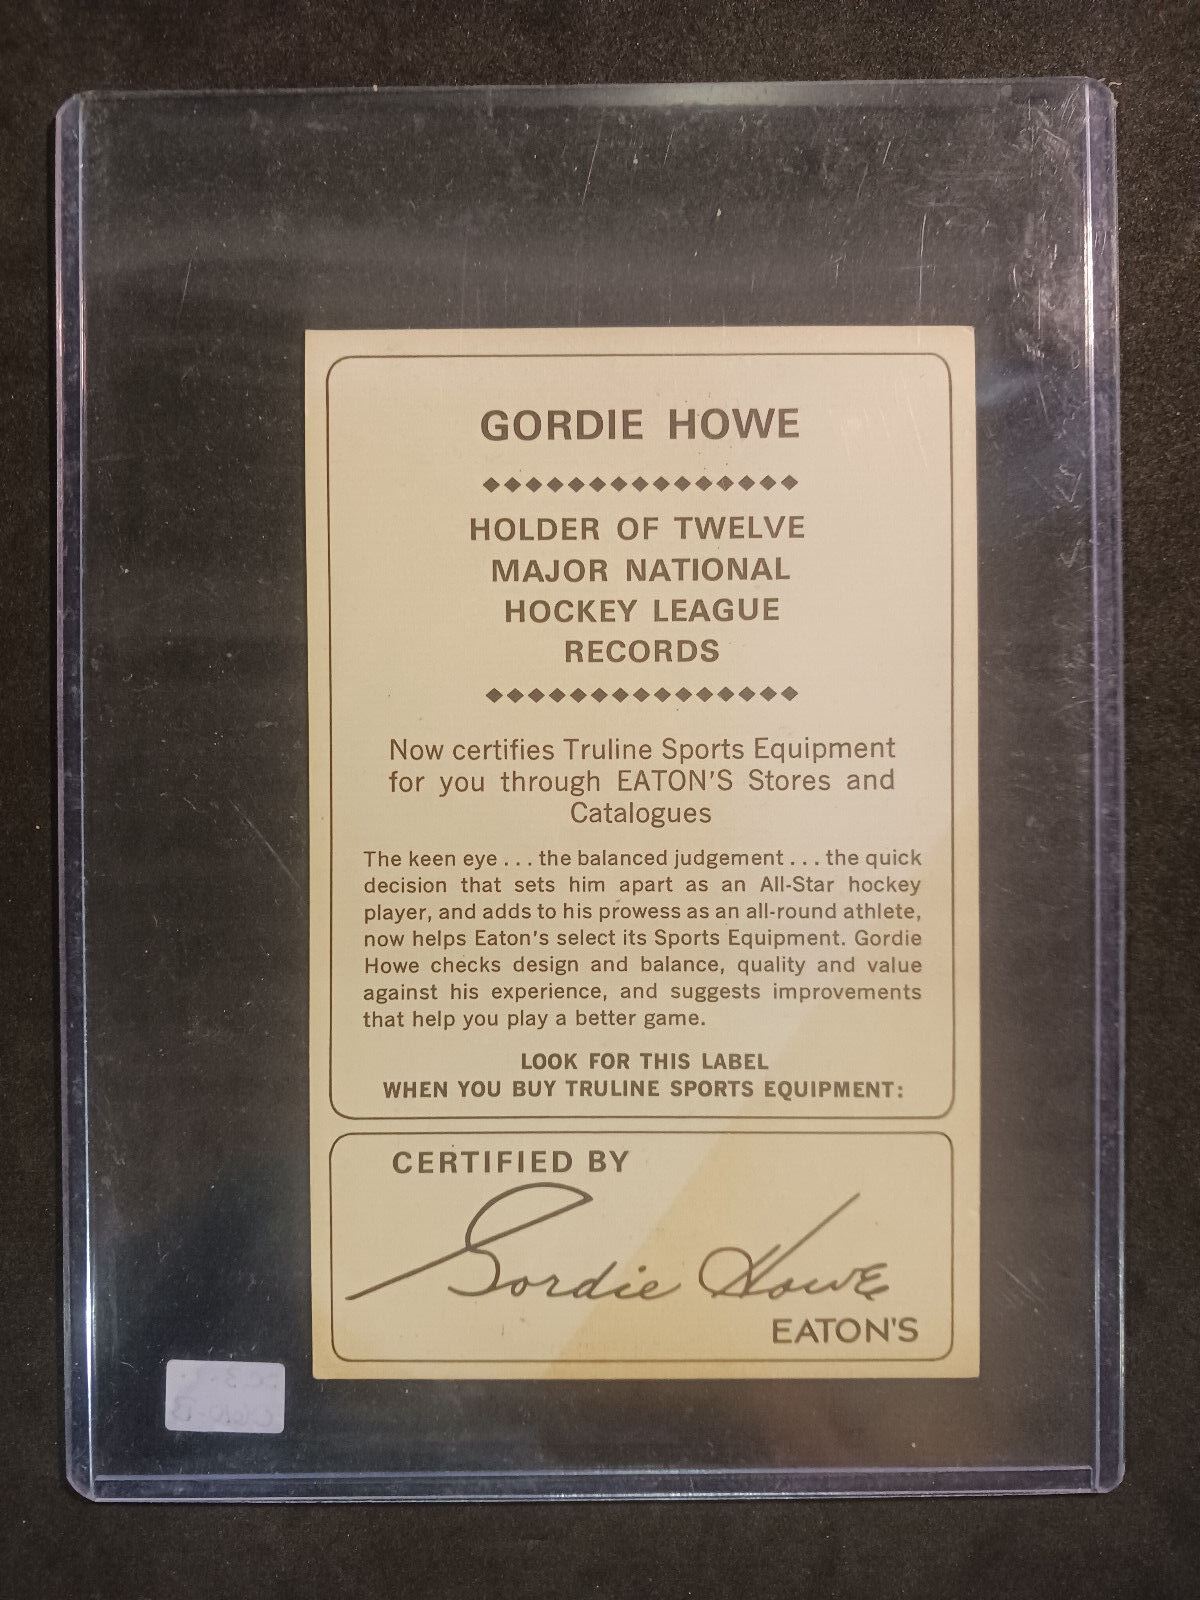 GORDIE HOWE
HOLDER OF TWELVE
MAJOR NATIONAL
HOCKEY LEAGUE
RECORDS
Now certifies Truline Sports Equipment
for you through EATON'S Stores and
Catalogues
The keen eye . . . the balanced judgement . . . the quick
decision that sets him apart as an All-Star hockey
player, and adds to his prowess as an all-round athlete,
now helps Eaton's select its Sports Equipment. Gordie
Howe checks design and balance, quality and value
against his experience, and suggests improvements
that help you play a better game.
LOOK FOR THIS LABEL
WHEN YOU BUY TRULINE SPORTS EQUIPMENT:
CERTIFIED BY
Gordie Howe
EATON'S